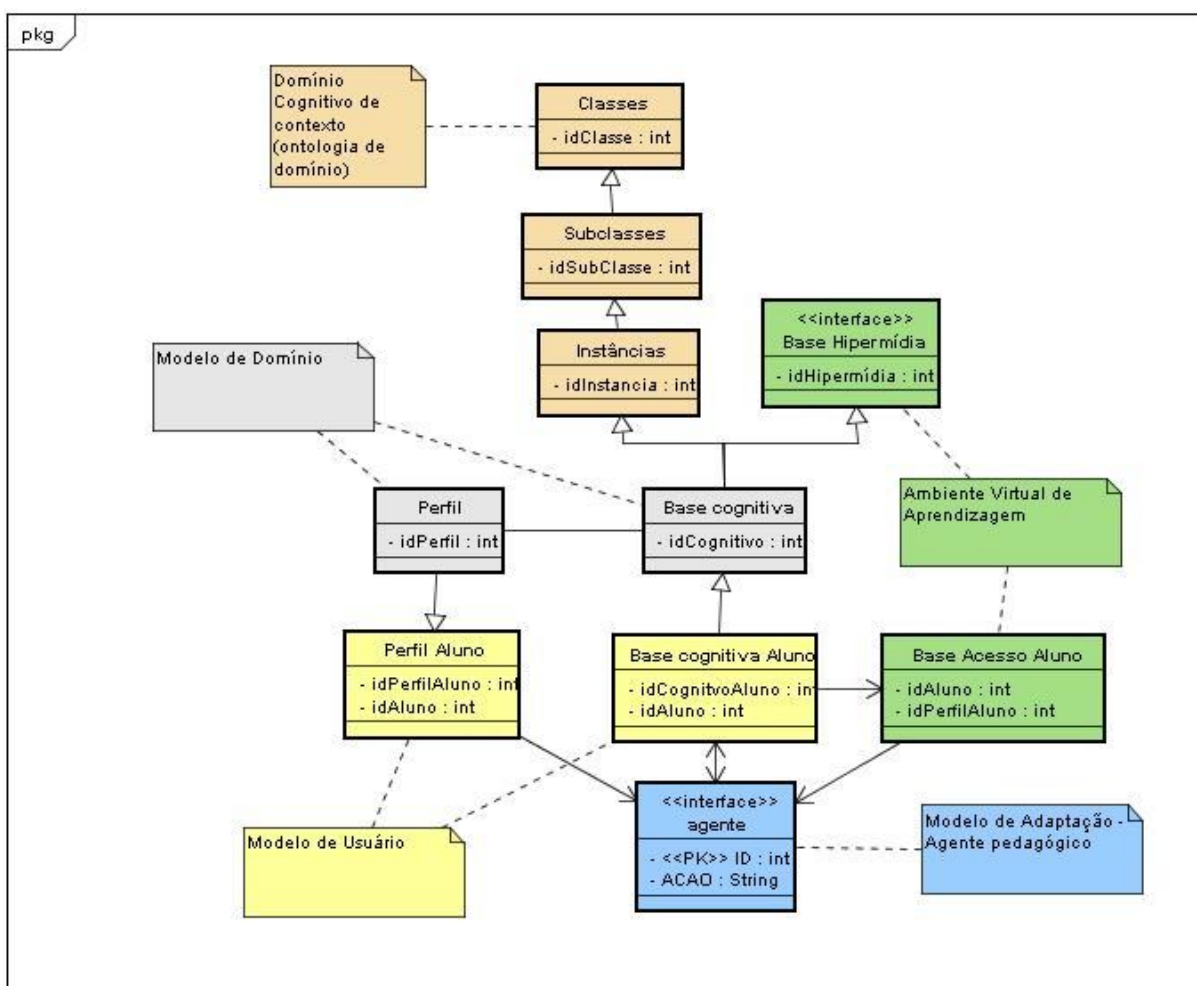 pkg
Domínio
Cognitivo de
contexto
(ontologia de
domínio)
Classes
- idClasse : int
Subclasses
- idSubClasse : int
<<interface>>
Base Hipermídia
- idHipermídia : int
Instâncias
- idInstancia : int
Modelo de Domínio
Perfil
- idPerfil : int
Base cognitiva
- idCognitivo : int
Ambiente Virtual de
Aprendizagem
Perfil Aluno
- idPerfilAluno : int
- idAluno : int
Base cognitiva Aluno
- idCognitvoAluno : int
- idAluno : int
Base Acesso Aluno
- idAluno : int
- idPerfilAluno : int
<<interface>>
agente
- <<PK>> ID : int
- ACAO : String
Modelo de Usuário
Modelo de Adaptação -
Agente pedagógico